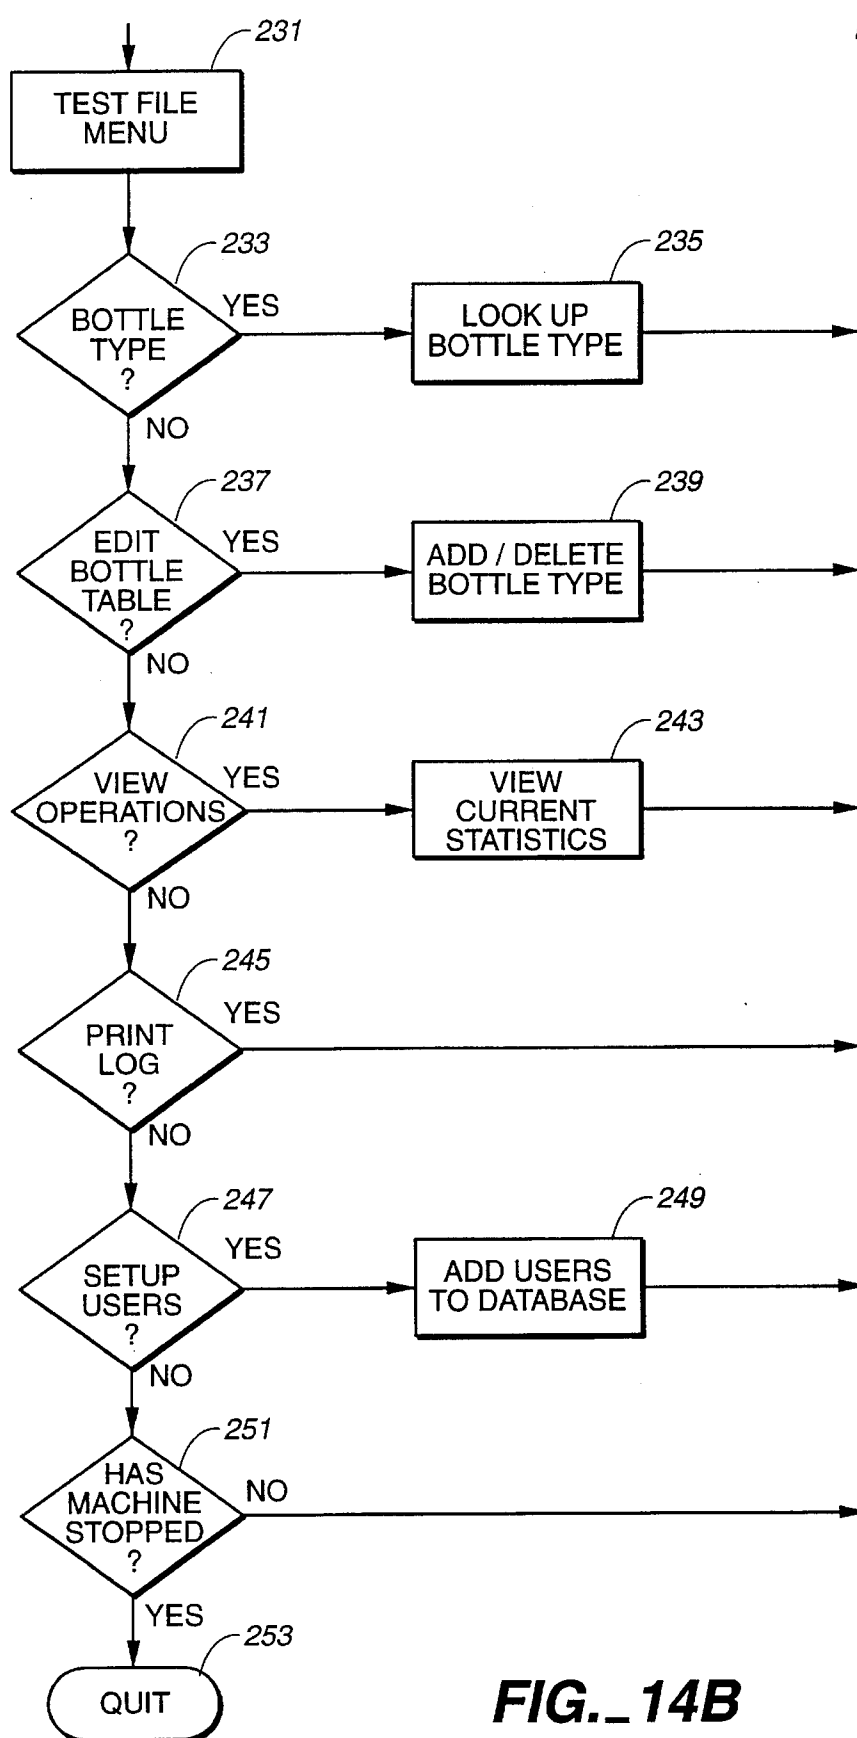 231
TEST FILE
MENU
233
235
BOTTLE
TYPE
?
YES
LOOK UP
BOTTLE TYPE
NO
237
239
EDIT
BOTTLE
TABLE
?
YES
ADD / DELETE
BOTTLE TYPE
NO
241
243
VIEW
OPERATIONS
?
YES
VIEW
CURRENT
STATISTICS
NO
245
PRINT
LOG
?
YES
NO
247
249
SETUP
USERS
?
YES
ADD USERS
TO DATABASE
NO
251
HAS
MACHINE
STOPPED
?
NO
YES
253
QUIT
FIG._14B